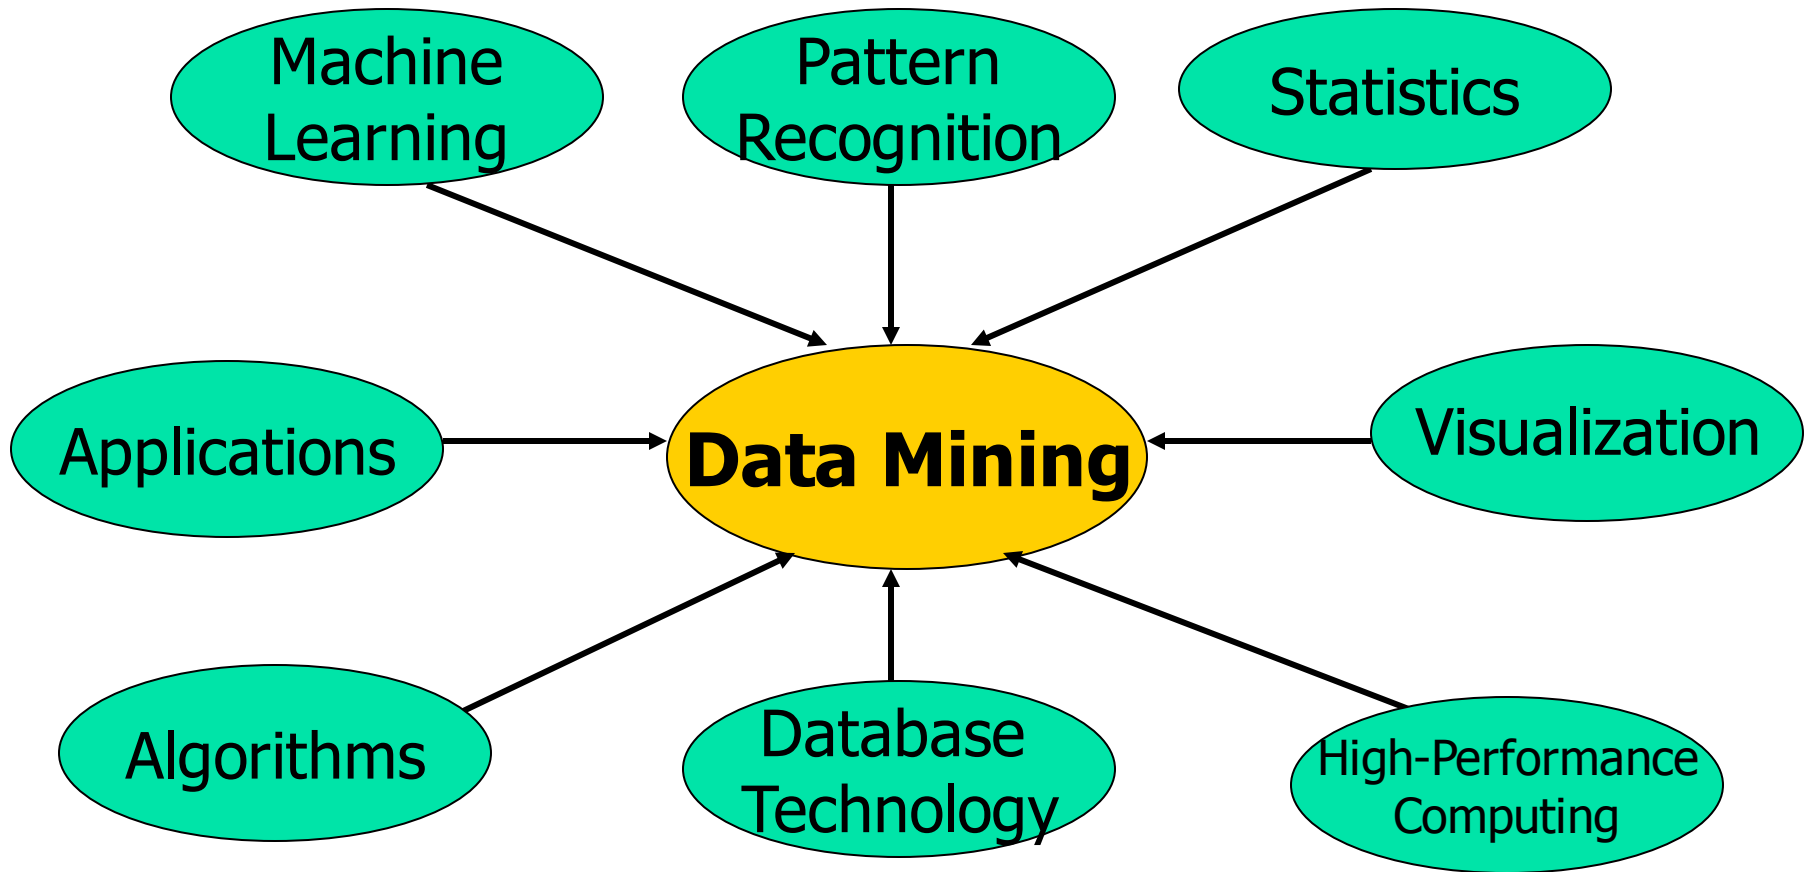 Machine
Learning
Pattern
Recognition
Statistics
Applications
Data Mining
Visualization
Algorithms
Database
Technology
High-Performance
Computing